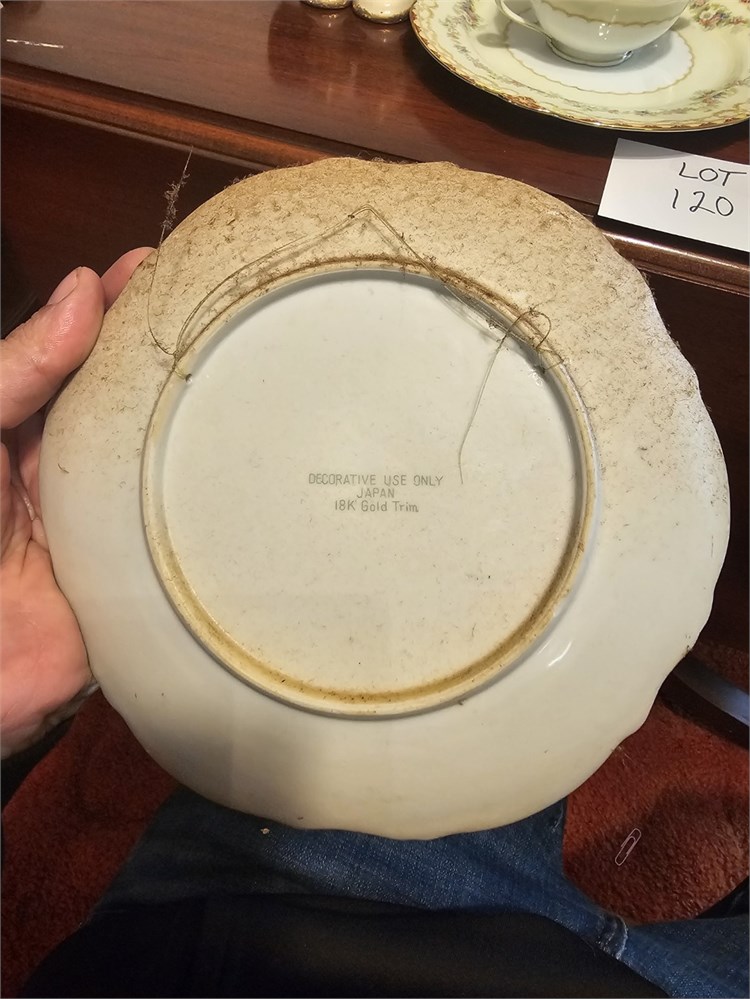 LOT
120
DECORATIVE USE ONLY
JAPAN
18K Gold Trim